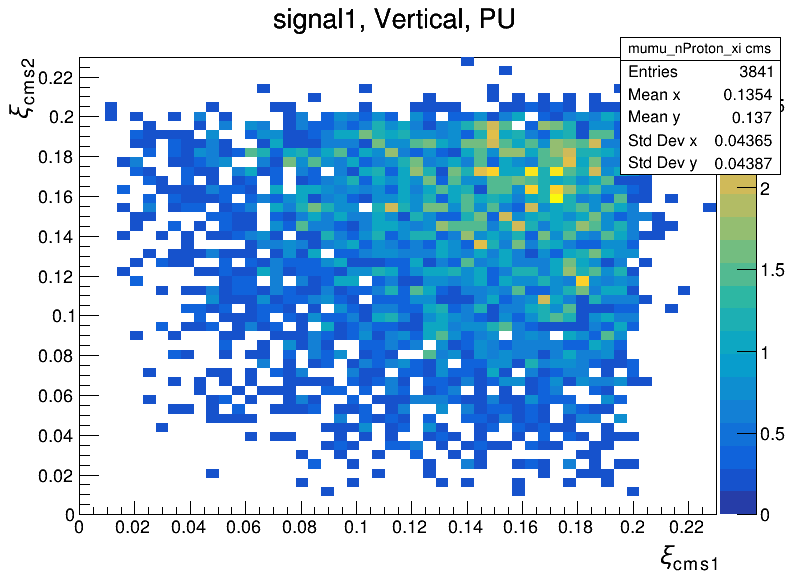 signal1, Vertical, PU
mumu_nProton_xi cms
Entries 3841
Mean x 0.1354
Mean y 0.137
Std Dev x 0.04365
Std Dev y 0.04387
ξcms2
0.22
0.2
0.18
0.16
0.14
0.12
0.1
0.08
0.06
0.04
0.02
0
0 0.02 0.04 0.06 0.08 0.1 0.12 0.14 0.16 0.18 0.2 0.22
ξcms1
2
1.5
1
0.5
0